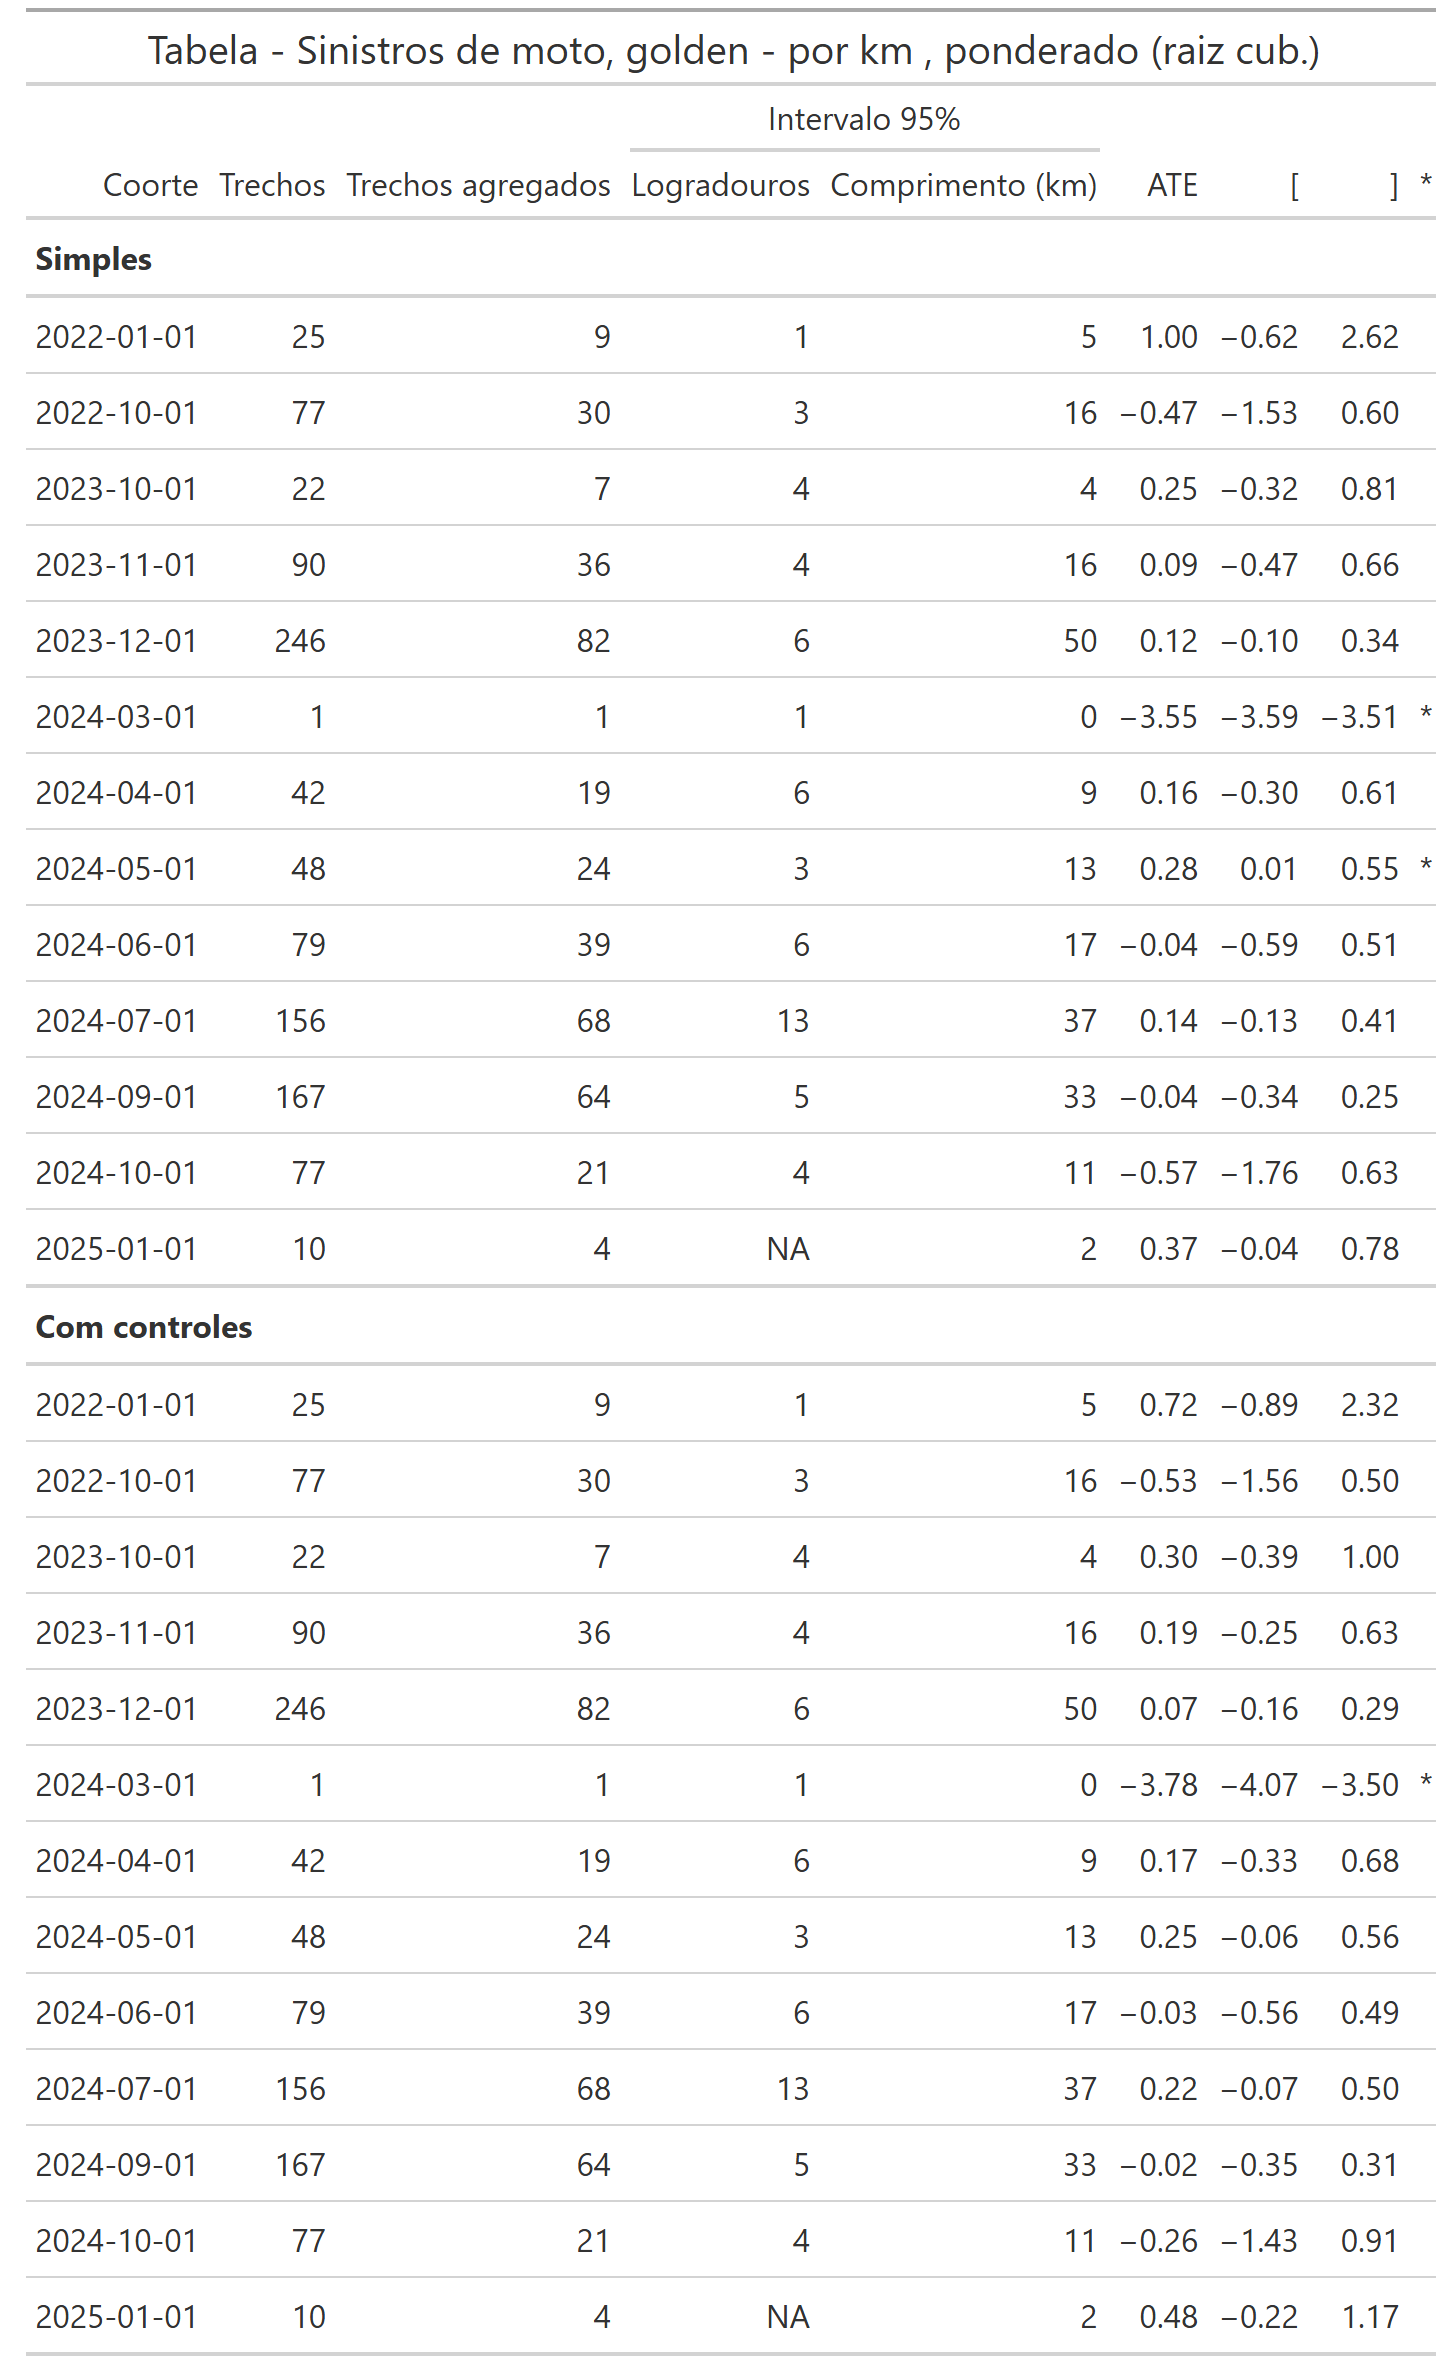 Tabela - Sinistros de moto, golden - por km , ponderado (raiz cub.)
Intervalo 95%
Coorte Trechos Trechos agregados Logradouros Comprimento (km) ATE [ ] *
Simples
2022-01-01 25 9 1 5 1.00 −0.62 2.62
2022-10-01 77 30 3 16 −0.47 −1.53 0.60
2023-10-01 22 7 4 4 0.25 −0.32 0.81
2023-11-01 90 36 4 16 0.09 −0.47 0.66
2023-12-01 246 82 6 50 0.12 −0.10 0.34
2024-03-01 1 1 1 0 −3.55 −3.59 −3.51 *
2024-04-01 42 19 6 9 0.16 −0.30 0.61
2024-05-01 48 24 3 13 0.28 0.01 0.55 *
2024-06-01 79 39 6 17 −0.04 −0.59 0.51
2024-07-01 156 68 13 37 0.14 −0.13 0.41
2024-09-01 167 64 5 33 −0.04 −0.34 0.25
2024-10-01 77 21 4 11 −0.57 −1.76 0.63
2025-01-01 10 4 NA 2 0.37 −0.04 0.78
Com controles
2022-01-01 25 9 1 5 0.72 −0.89 2.32
2022-10-01 77 30 3 16 −0.53 −1.56 0.50
2023-10-01 22 7 4 4 0.30 −0.39 1.00
2023-11-01 90 36 4 16 0.19 −0.25 0.63
2023-12-01 246 82 6 50 0.07 −0.16 0.29
2024-03-01 1 1 1 0 −3.78 −4.07 −3.50 *
2024-04-01 42 19 6 9 0.17 −0.33 0.68
2024-05-01 48 24 3 13 0.25 −0.06 0.56
2024-06-01 79 39 6 17 −0.03 −0.56 0.49
2024-07-01 156 68 13 37 0.22 −0.07 0.50
2024-09-01 167 64 5 33 −0.02 −0.35 0.31
2024-10-01 77 21 4 11 −0.26 −1.43 0.91
2025-01-01 10 4 NA 2 0.48 −0.22 1.17